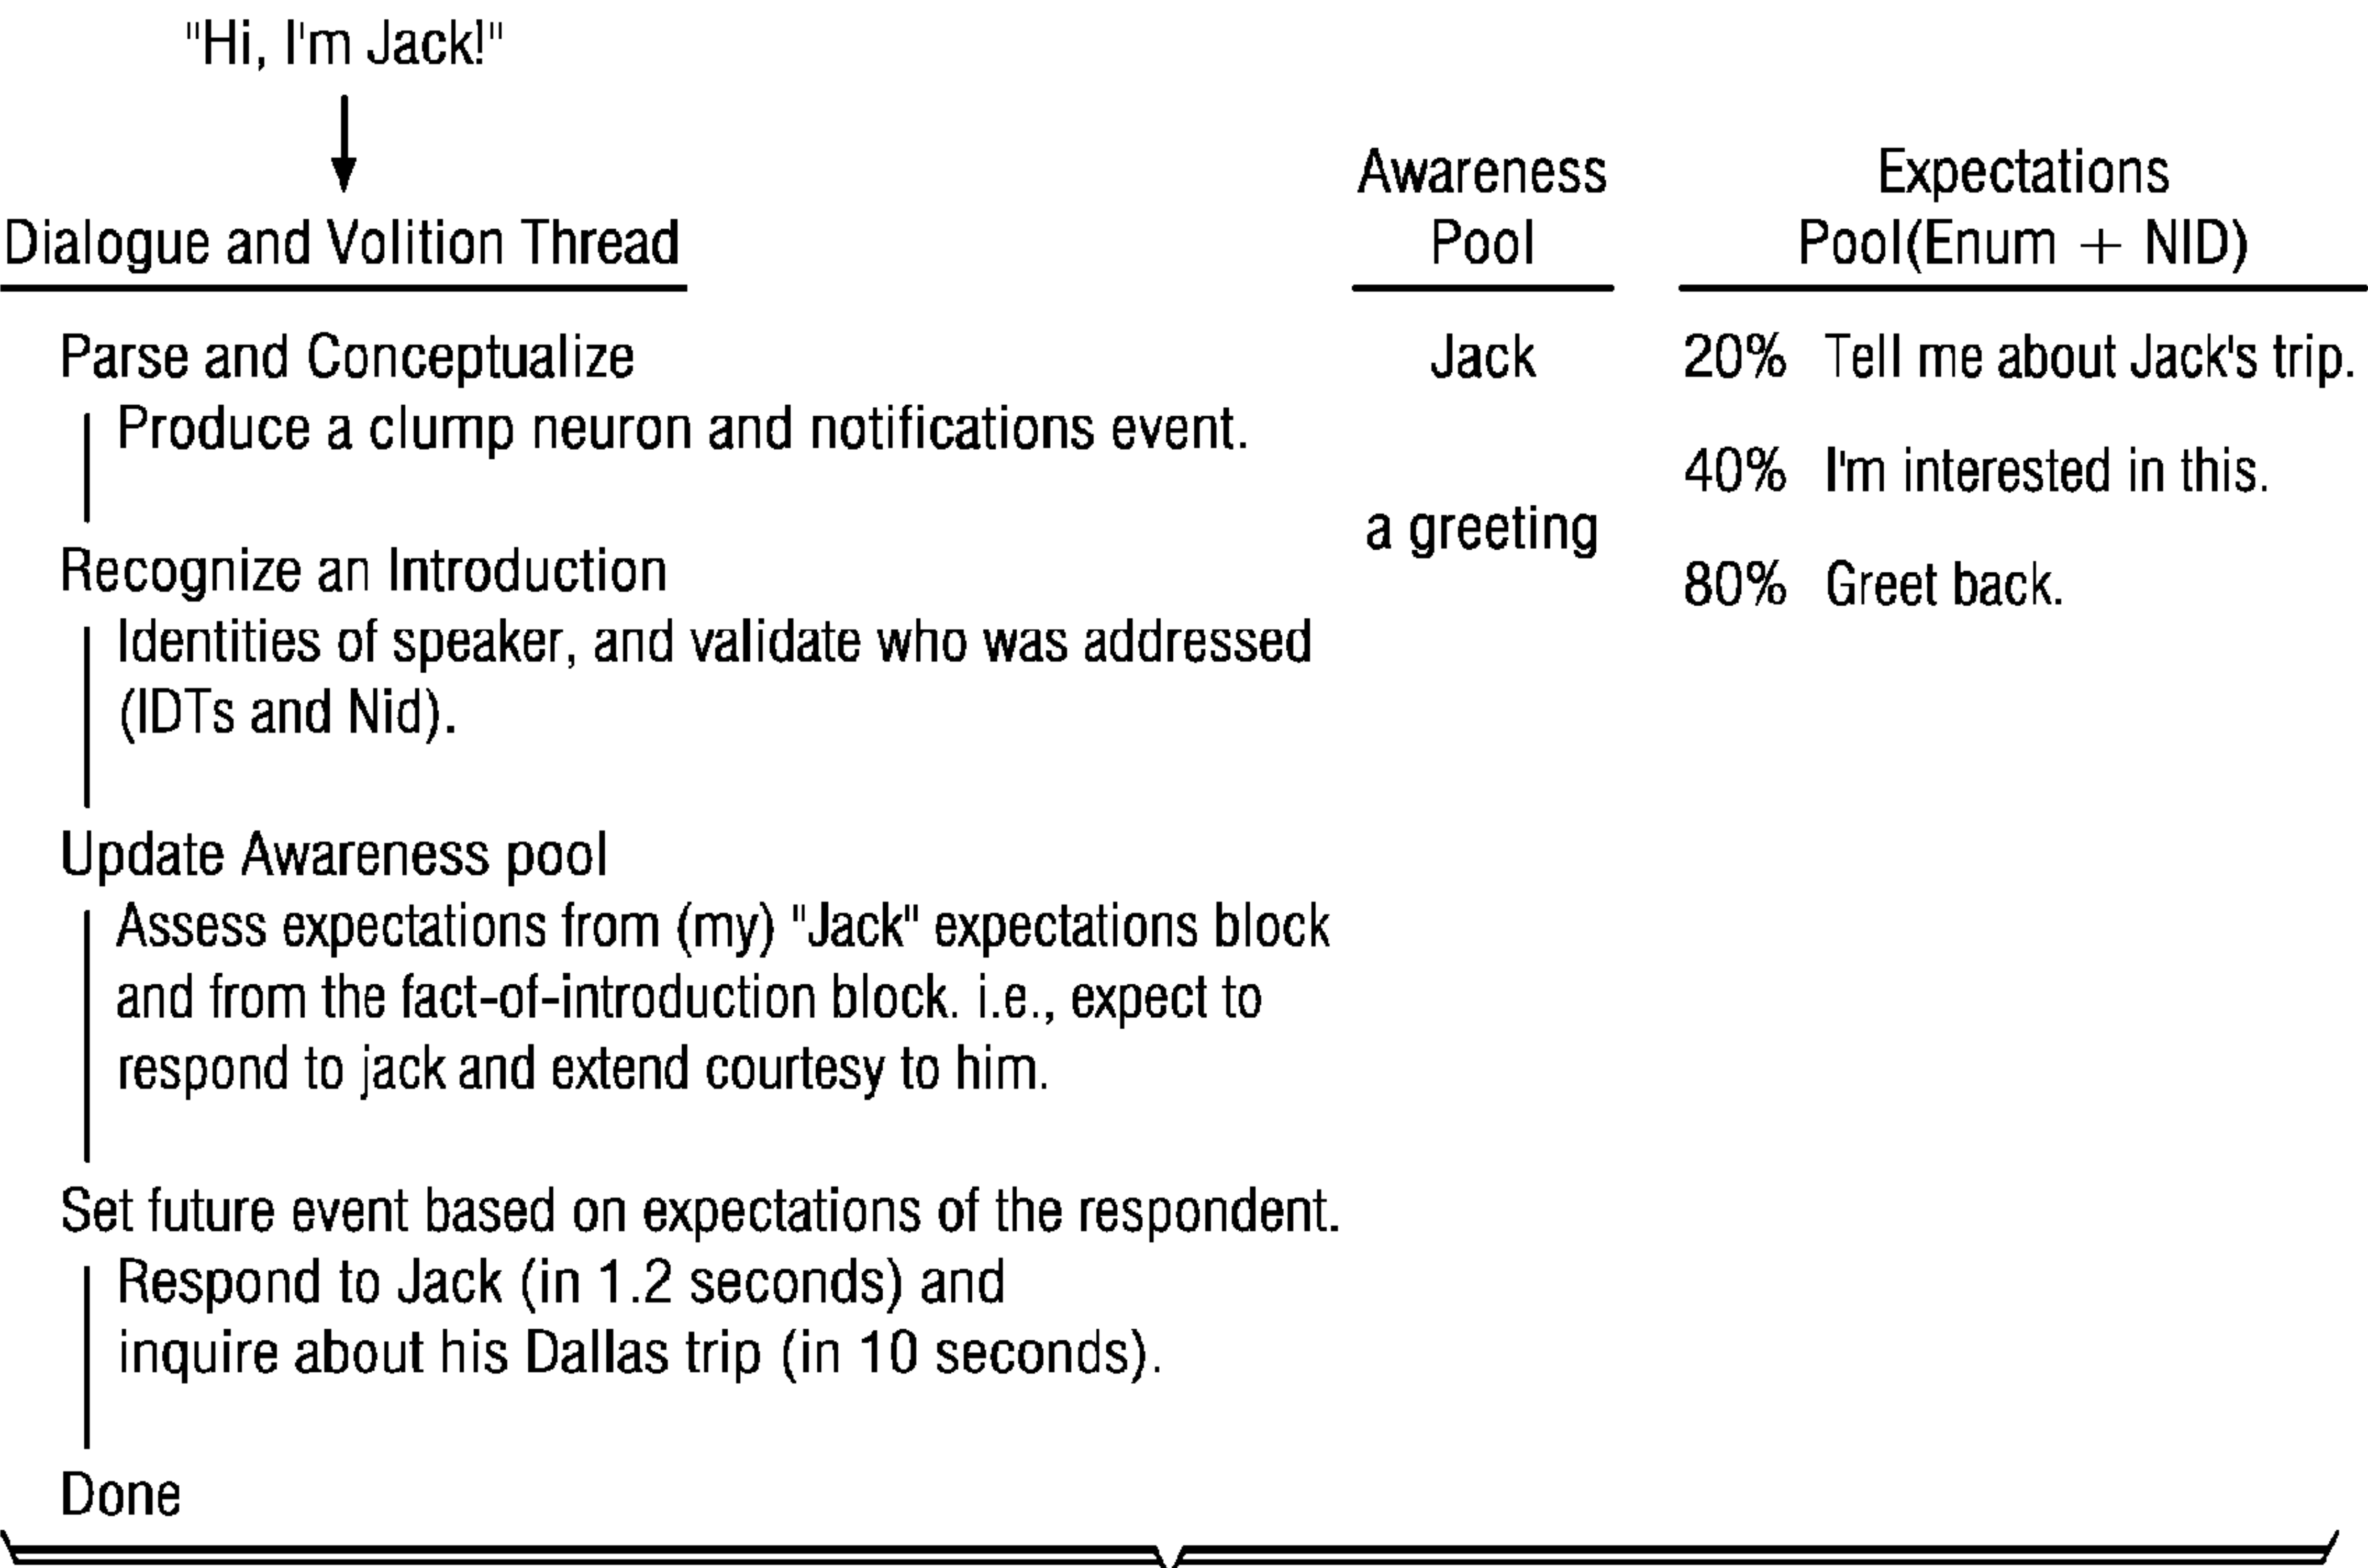 "Hi, I'm Jack!"
Dialogue and Volition Thread
Parse and Conceptualize
Produce a clump neuron and notifications event.
Recognize an Introduction
Identities of speaker, and validate who was addressed
(IDTs and Nid).
Update Awareness pool
Assess expectations from (my) "Jack" expectations block
and from the fact-of-introduction block. i.e., expect to
respond to jack and extend courtesy to him.
Set future event based on expectations of the respondent.
Respond to Jack (in 1.2 seconds) and
inquire about his Dallas trip (in 10 seconds).
Done
Awareness
Pool
Jack
a greeting
Expectations
Pool(Enum + NID)
20% Tell me about Jack's trip.
40% I'm interested in this.
80% Greet back.